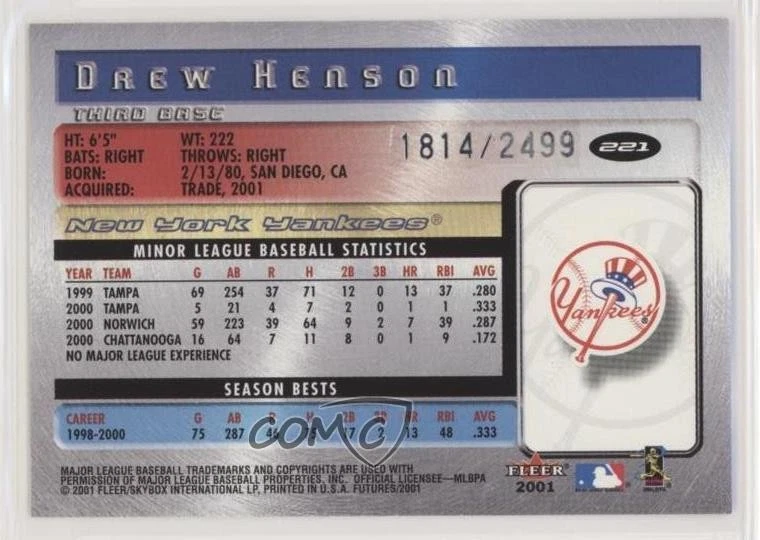 Drew Henson
THIRD BASE
HT: 6'5" WT: 222
BATS: RIGHT THROWS: RIGHT
BORN: 2/13/80, SAN DIEGO, CA
ACQUIRED: TRADE, 2001
1814/2499
221
New York Yankees®
MINOR LEAGUE BASEBALL STATISTICS
YEAR TEAM G AB R H 2B 3B HR RBI AVG
1999 TAMPA 69 254 37 71 12 0 13 37 .280
2000 TAMPA 5 21 4 7 2 0 1 1 .333
2000 NORWICH 59 223 39 64 9 2 7 39 .287
2000 CHATTANOOGA 16 64 7 11 8 0 1 9 .172
NO MAJOR LEAGUE EXPERIENCE
Yankees®
SEASON BESTS
CAREER G AB R H 2B 3B HR RBI AVG
1998-2000 75 287 46 17 2 13 48 .333
COMC
MAJOR LEAGUE BASEBALL TRADEMARKS AND COPYRIGHTS ARE USED WITH
PERMISSION OF MAJOR LEAGUE BASEBALL PROPERTIES, INC. OFFICIAL LICENSEE—MLBPA
© 2001 FLEER/SKYBOX INTERNATIONAL LP, PRINTED IN U.S.A. FUTURES/2001
FLEER
2001